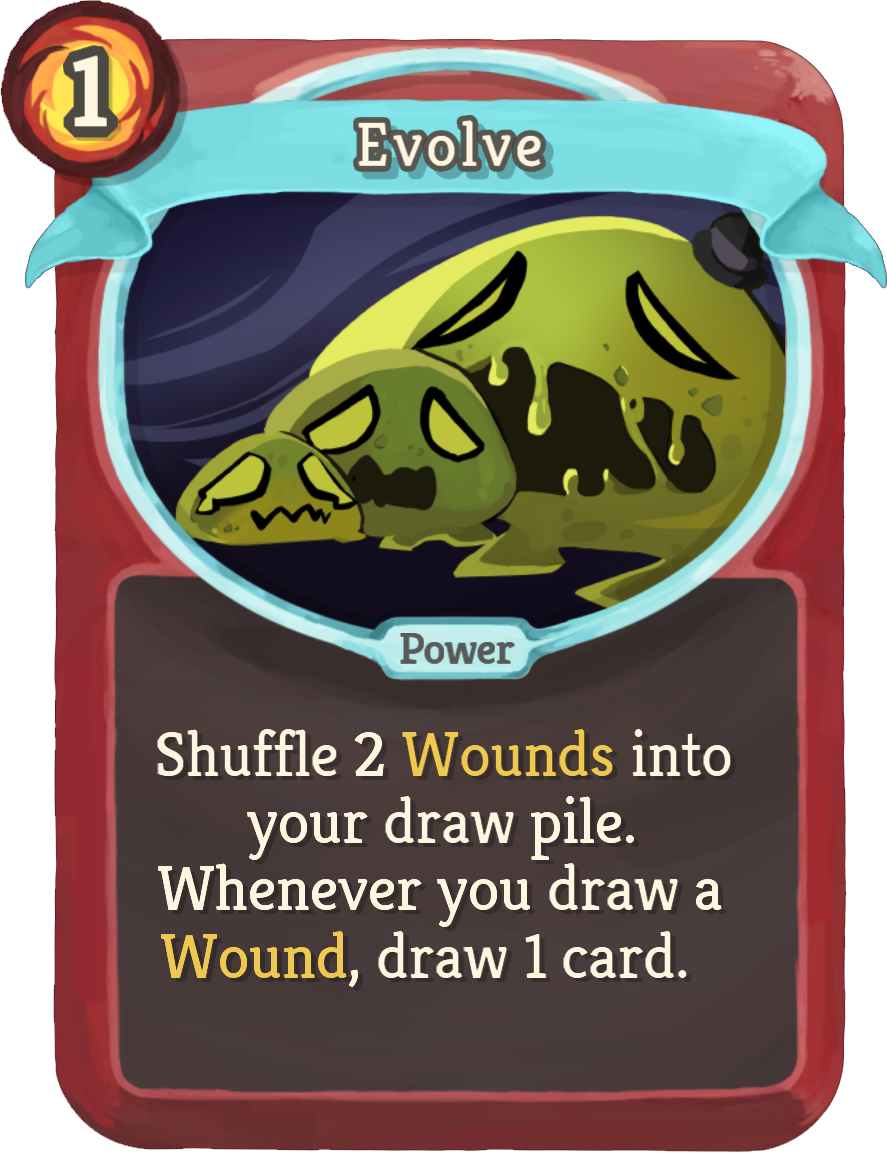 1
Evolve
Power
Shuffle 2 Wounds into
your draw pile.
Whenever you draw a
Wound, draw 1 card.